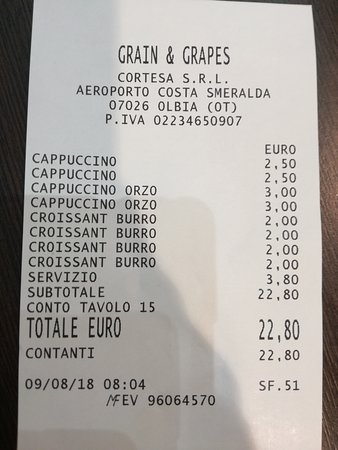 GRAIN & GRAPES
CORTESA S.R.L.
AEROPORTO COSTA SMERALDA
07026 OLBIA (OT)
P.IVA 02234650907
EURO
CAPPUCCINO 2,50
CAPPUCCINO 2,50
CAPPUCCINO ORZO 3,00
CAPPUCCINO ORZO 3,00
CROISSANT BURRO 2,00
CROISSANT BURRO 2,00
CROISSANT BURRO 2,00
CROISSANT BURRO 2,00
SERVIZIO 3,80
SUBTOTALE 22,80
CONTO TAVOLO 15
TOTALE EURO 22,80
CONTANTI 22,80
09/08/18 08:04 SF.51
MFEV 96064570